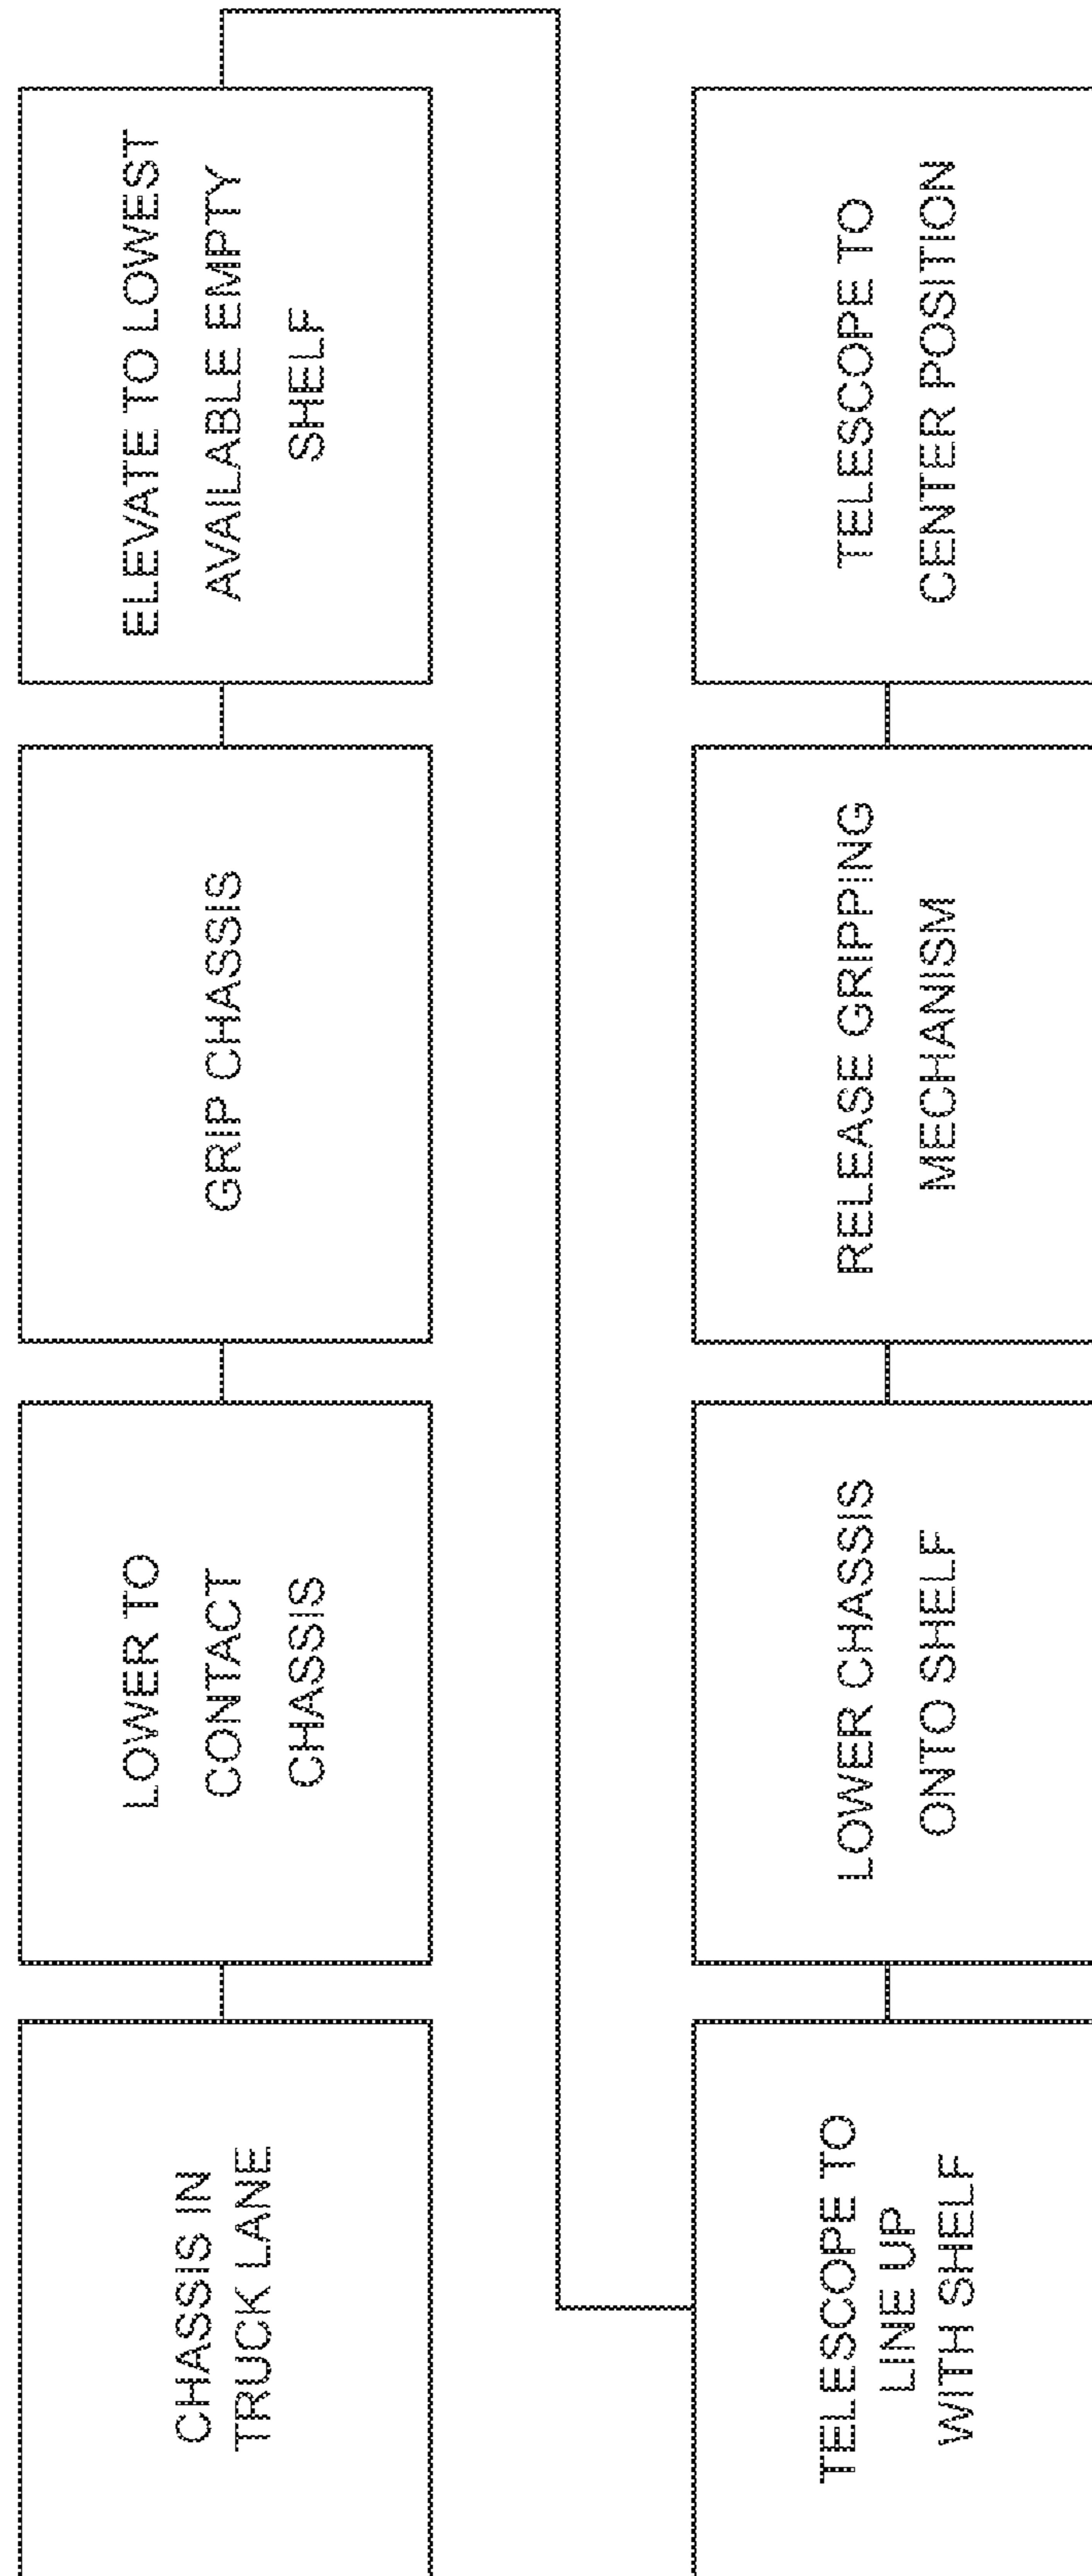 CHASSIS IN
TRUCK LANE
LOWER TO
CONTACT
CHASSIS
GRIP CHASSIS
ELEVATE TO LOWEST
AVAILABLE EMPTY
SHELF
TELESCOPE TO
LINE UP
WITH SHELF
LOWER CHASSIS
ONTO SHELF
RELEASE GRIPPING
MECHANISM
TELESCOPE TO
CENTER POSITION